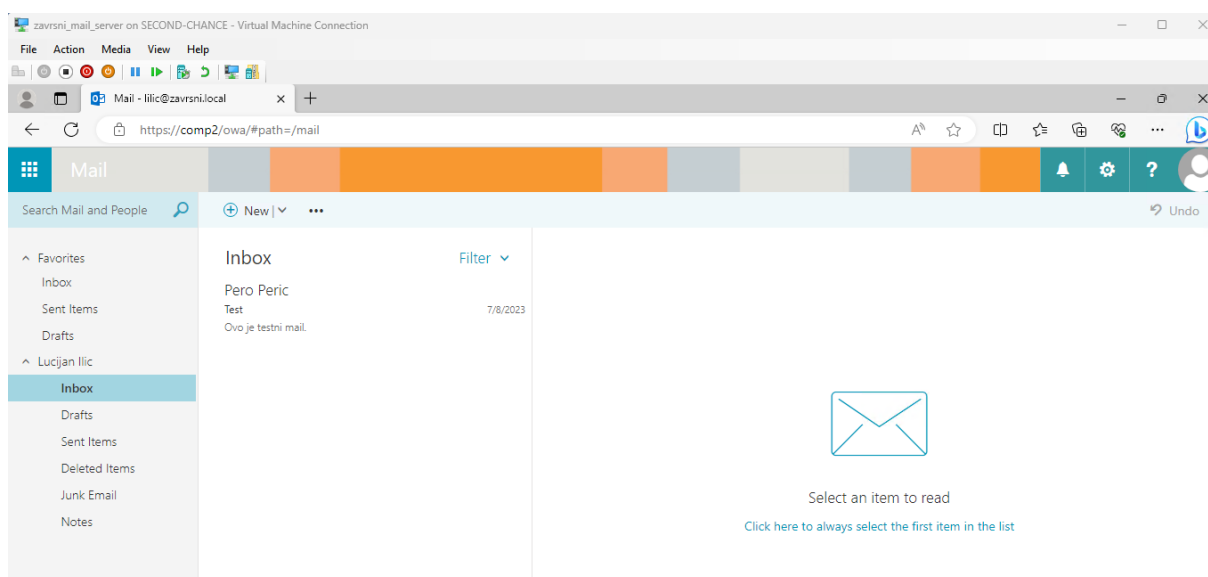 zavrsni_mail_server on SECOND-CHANCE - Virtual Machine Connection
File Action Media View Help
Mail - lilic@zavrsni.local
https://comp2/owa/#path=/mail
Mail
Search Mail and People
New
Undo
Favorites
Inbox
Sent Items
Drafts
Lucijan Ilic
Inbox
Drafts
Sent Items
Deleted Items
Junk Email
Notes
Inbox Filter
Pero Peric
Test 7/8/2023
Ovo je testni mail.
Select an item to read
Click here to always select the first item in the list